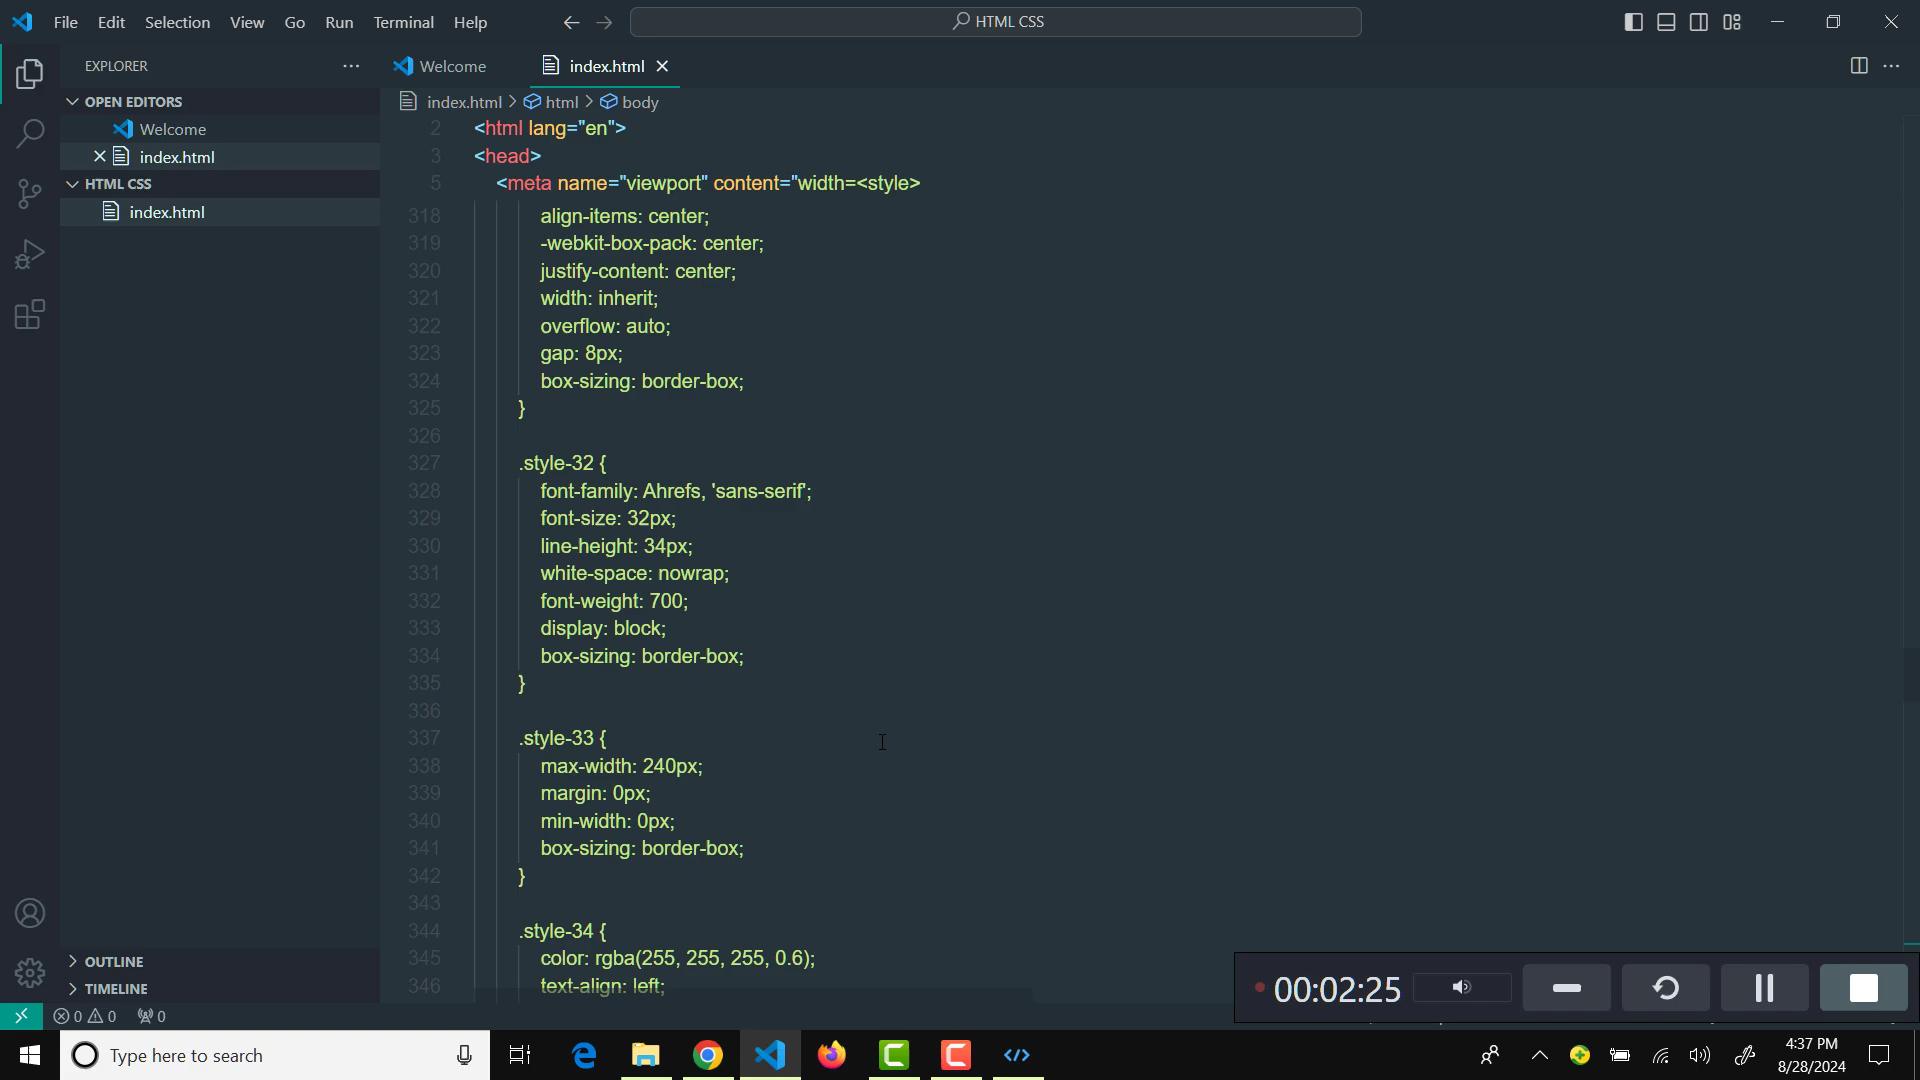 File Edit Selection View Go Run Terminal Help
HTML CSS
EXPLORER
OPEN EDITORS
Welcome
index.html
HTML CSS
index.html
OUTLINE
TIMELINE
Welcome
index.html
index.html > html > body
2 <html lang="en">
3 <head>
5 <meta name="viewport" content="width=<style>
318 align-items: center;
319 -webkit-box-pack: center;
320 justify-content: center;
321 width: inherit;
322 overflow: auto;
323 gap: 8px;
324 box-sizing: border-box;
325 }
326
327 .style-32 {
328 font-family: Ahrefs, 'sans-serif';
329 font-size: 32px;
330 line-height: 34px;
331 white-space: nowrap;
332 font-weight: 700;
333 display: block;
334 box-sizing: border-box;
335 }
336
337 .style-33 {
338 max-width: 240px;
339 margin: 0px;
340 min-width: 0px;
341 box-sizing: border-box;
342 }
343
344 .style-34 {
345 color: rgba(255, 255, 255, 0.6);
346 text-align: left;
00:02:25
0 0 0
Type here to search
4:37 PM
8/28/2024